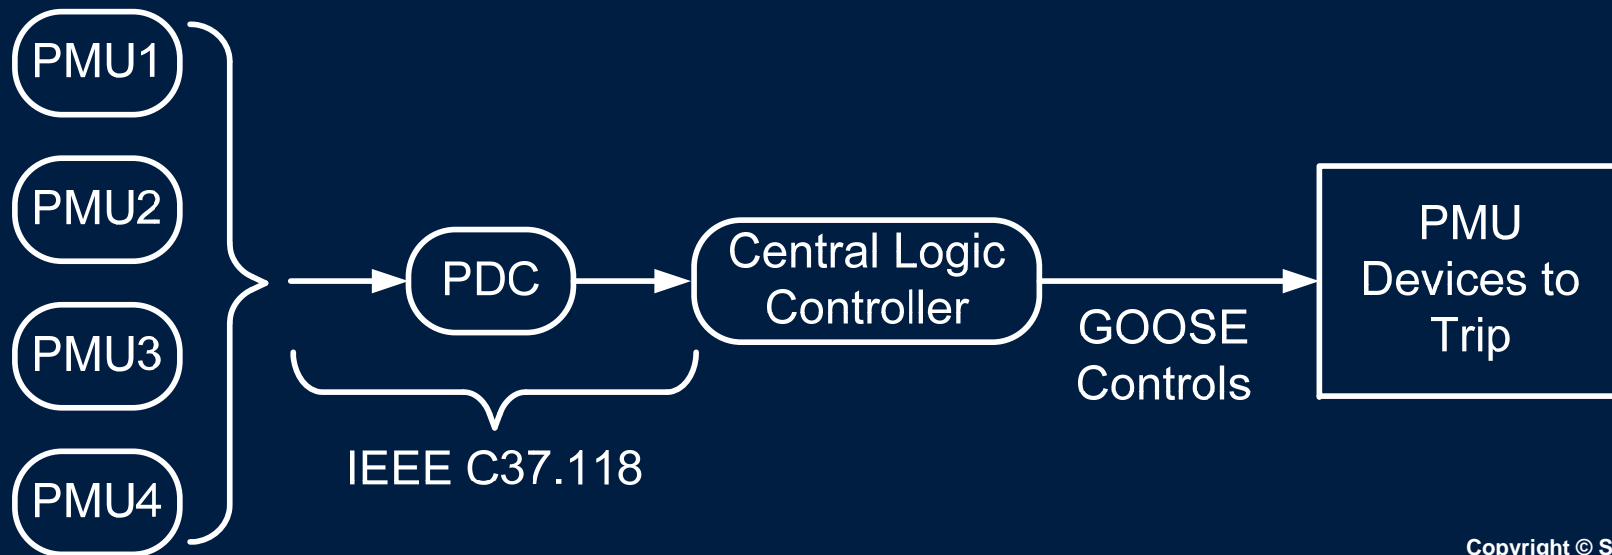 PMU1
PMU2
PMU3
PMU4
PDC
Central Logic
Controller
IEEE C37.118
GOOSE
Controls
PMU
Devices to
Trip
Copyright © S